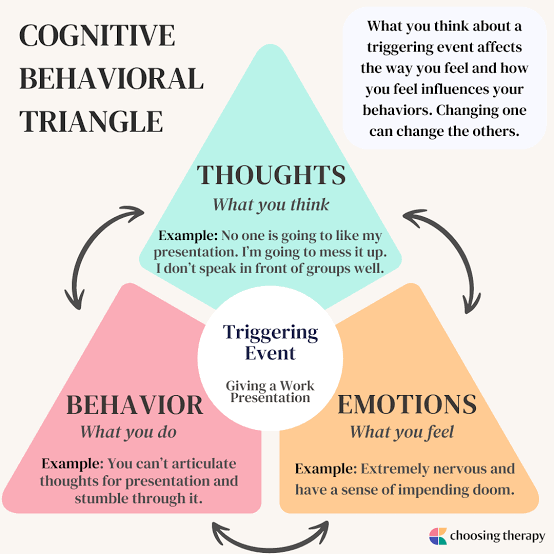 COGNITIVE
BEHAVIORAL
TRIANGLE
What you think about a
triggering event affects
the way you feel and how
you feel influences your
behaviors. Changing one
can change the others.
THOUGHTS
What you think
Example: No one is going to like my
presentation. I'm going to mess it up.
I don't speak in front of groups well.
Triggering
Event
Giving a Work
Presentation
BEHAVIOR
What you do
Example: You can't articulate
thoughts for presentation and
stumble through it.
EMOTIONS
What you feel
Example: Extremely nervous and
have a sense of impending doom.
choosing therapy